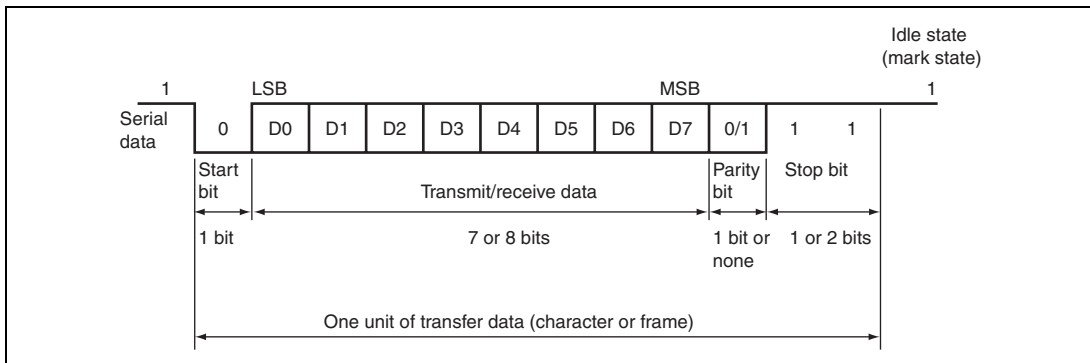 Idle state
(mark state)
1 LSB MSB 1
Serial
data
0 D0 D1 D2 D3 D4 D5 D6 D7 0/1 1 1
Start
bit
Transmit/receive data
Parity
bit
Stop bit
1 bit
7 or 8 bits
1 bit or
none
1 or 2 bits
One unit of transfer data (character or frame)